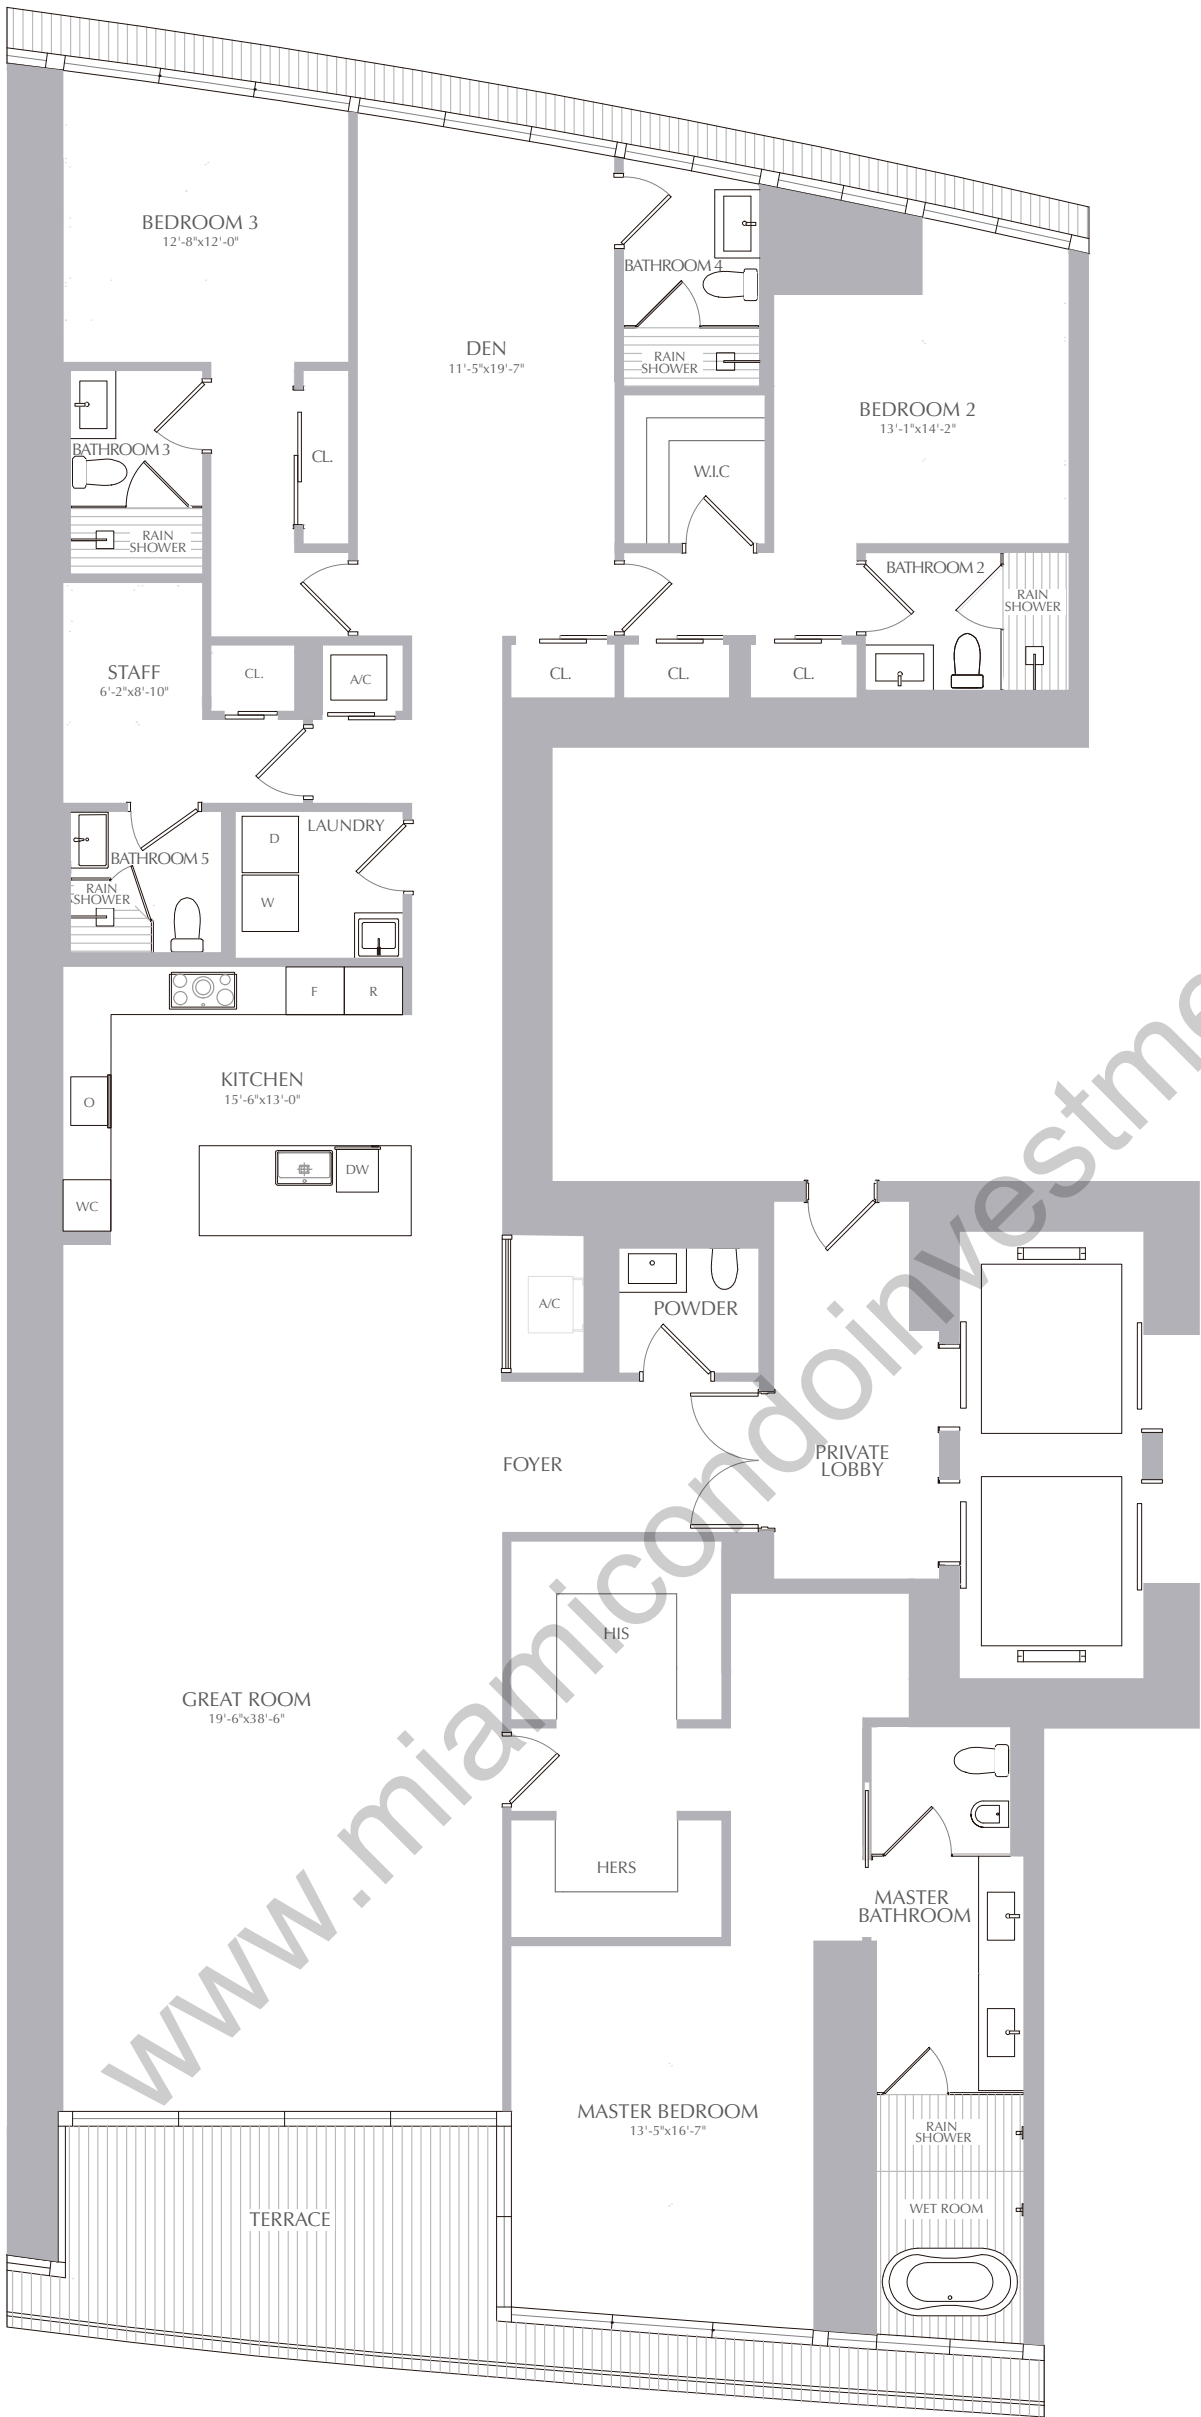 BEDROOM 3
12'-8"x12'-0"
BATHROOM 4
RAIN
SHOWER
DEN
11'-5"x19'-7"
BEDROOM 2
13'-1"x14'-2"
BATHROOM 3
CL.
RAIN
SHOWER
W.I.C
BATHROOM 2
RAIN
SHOWER
STAFF
6'-2"x8'-10"
CL.
A/C
CL.
CL.
CL.
D
LAUNDRY
BATHROOM 5
RAIN
SHOWER
W
F
R
KITCHEN
15'-6"x13'-0"
O
DW
WC
A/C
POWDER
FOYER
PRIVATE
LOBBY
HIS
GREAT ROOM
19'-6"x38'-6"
HERS
MASTER
BATHROOM
MASTER BEDROOM
13'-5"x16'-7"
RAIN
SHOWER
WET ROOM
TERRACE
www.miamicondoinvestme